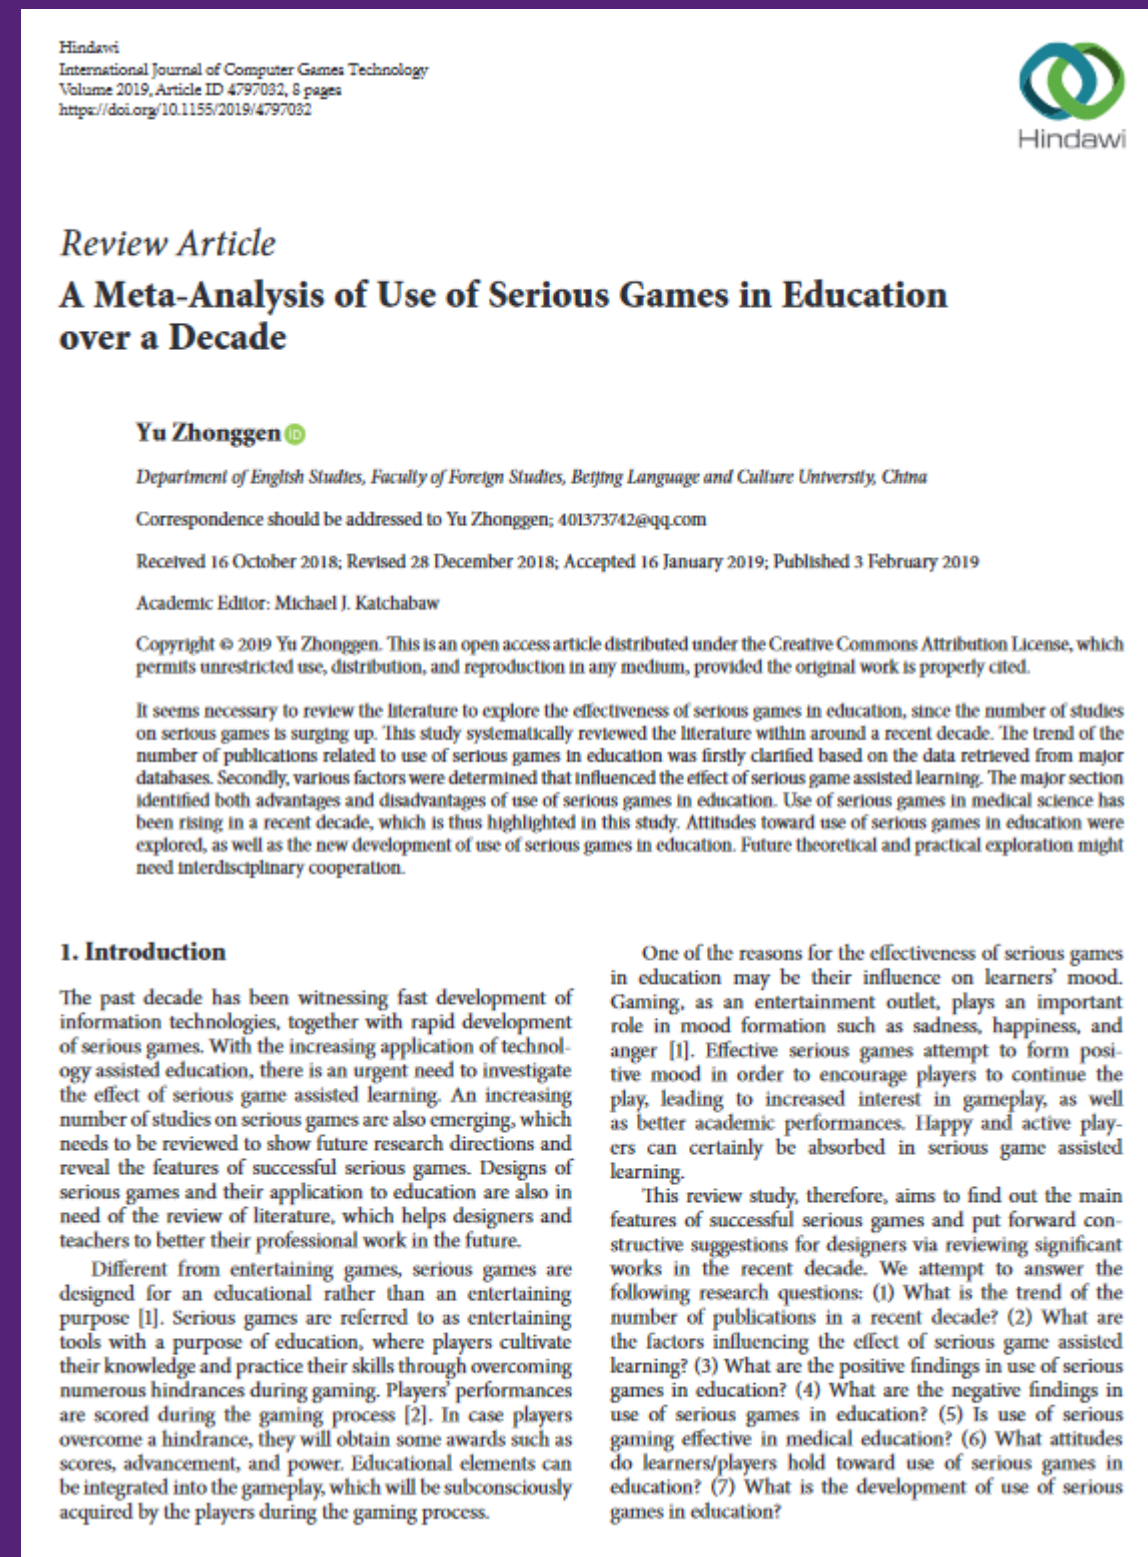 Hindawi
International Journal of Computer Games Technology
Volume 2019, Article ID 4797032, 8 pages
https://doi.org/10.1155/2019/4797032
Hindawi
Review Article
A Meta-Analysis of Use of Serious Games in Education
over a Decade
Yu Zhonggen iD
Department of English Studies, Faculty of Foreign Studies, Beijing Language and Culture University, China
Correspondence should be addressed to Yu Zhonggen; 401373742@qq.com
Received 16 October 2018; Revised 28 December 2018; Accepted 16 January 2019; Published 3 February 2019
Academic Editor: Michael J. Katchabaw
Copyright © 2019 Yu Zhonggen. This is an open access article distributed under the Creative Commons Attribution License, which
permits unrestricted use, distribution, and reproduction in any medium, provided the original work is properly cited.
It seems necessary to review the literature to explore the effectiveness of serious games in education, since the number of studies
on serious games is surging up. This study systematically reviewed the literature within around a recent decade. The trend of the
number of publications related to use of serious games in education was firstly clarified based on the data retrieved from major
databases. Secondly, various factors were determined that influenced the effect of serious game assisted learning. The major section
identified both advantages and disadvantages of use of serious games in education. Use of serious games in medical science has
been rising in a recent decade, which is thus highlighted in this study. Attitudes toward use of serious games in education were
explored, as well as the new development of use of serious games in education. Future theoretical and practical exploration might
need interdisciplinary cooperation.
1. Introduction
The past decade has been witnessing fast development of
information technologies, together with rapid development
of serious games. With the increasing application of technol-
ogy assisted education, there is an urgent need to investigate
the effect of serious game assisted learning. An increasing
number of studies on serious games are also emerging, which
needs to be reviewed to show future research directions and
reveal the features of successful serious games. Designs of
serious games and their application to education are also in
need of the review of literature, which helps designers and
teachers to better their professional work in the future.
Different from entertaining games, serious games are
designed for an educational rather than an entertaining
purpose [1]. Serious games are referred to as entertaining
tools with a purpose of education, where players cultivate
their knowledge and practice their skills through overcoming
numerous hindrances during gaming. Players' performances
are scored during the gaming process [2]. In case players
overcome a hindrance, they will obtain some awards such as
scores, advancement, and power. Educational elements can
be integrated into the gameplay, which will be subconsciously
acquired by the players during the gaming process.
One of the reasons for the effectiveness of serious games
in education may be their influence on learners' mood.
Gaming, as an entertainment outlet, plays an important
role in mood formation such as sadness, happiness, and
anger [1]. Effective serious games attempt to form posi-
tive mood in order to encourage players to continue the
play, leading to increased interest in gameplay, as well
as better academic performances. Happy and active play-
ers can certainly be absorbed in serious game assisted
learning.
This review study, therefore, aims to find out the main
features of successful serious games and put forward con-
structive suggestions for designers via reviewing significant
works in the recent decade. We attempt to answer the
following research questions: (1) What is the trend of the
number of publications in a recent decade? (2) What are
the factors influencing the effect of serious game assisted
learning? (3) What are the positive findings in use of serious
games in education? (4) What are the negative findings in
use of serious games in education? (5) Is use of serious
gaming effective in medical education? (6) What attitudes
do learners/players hold toward use of serious games in
education? (7) What is the development of use of serious
games in education?